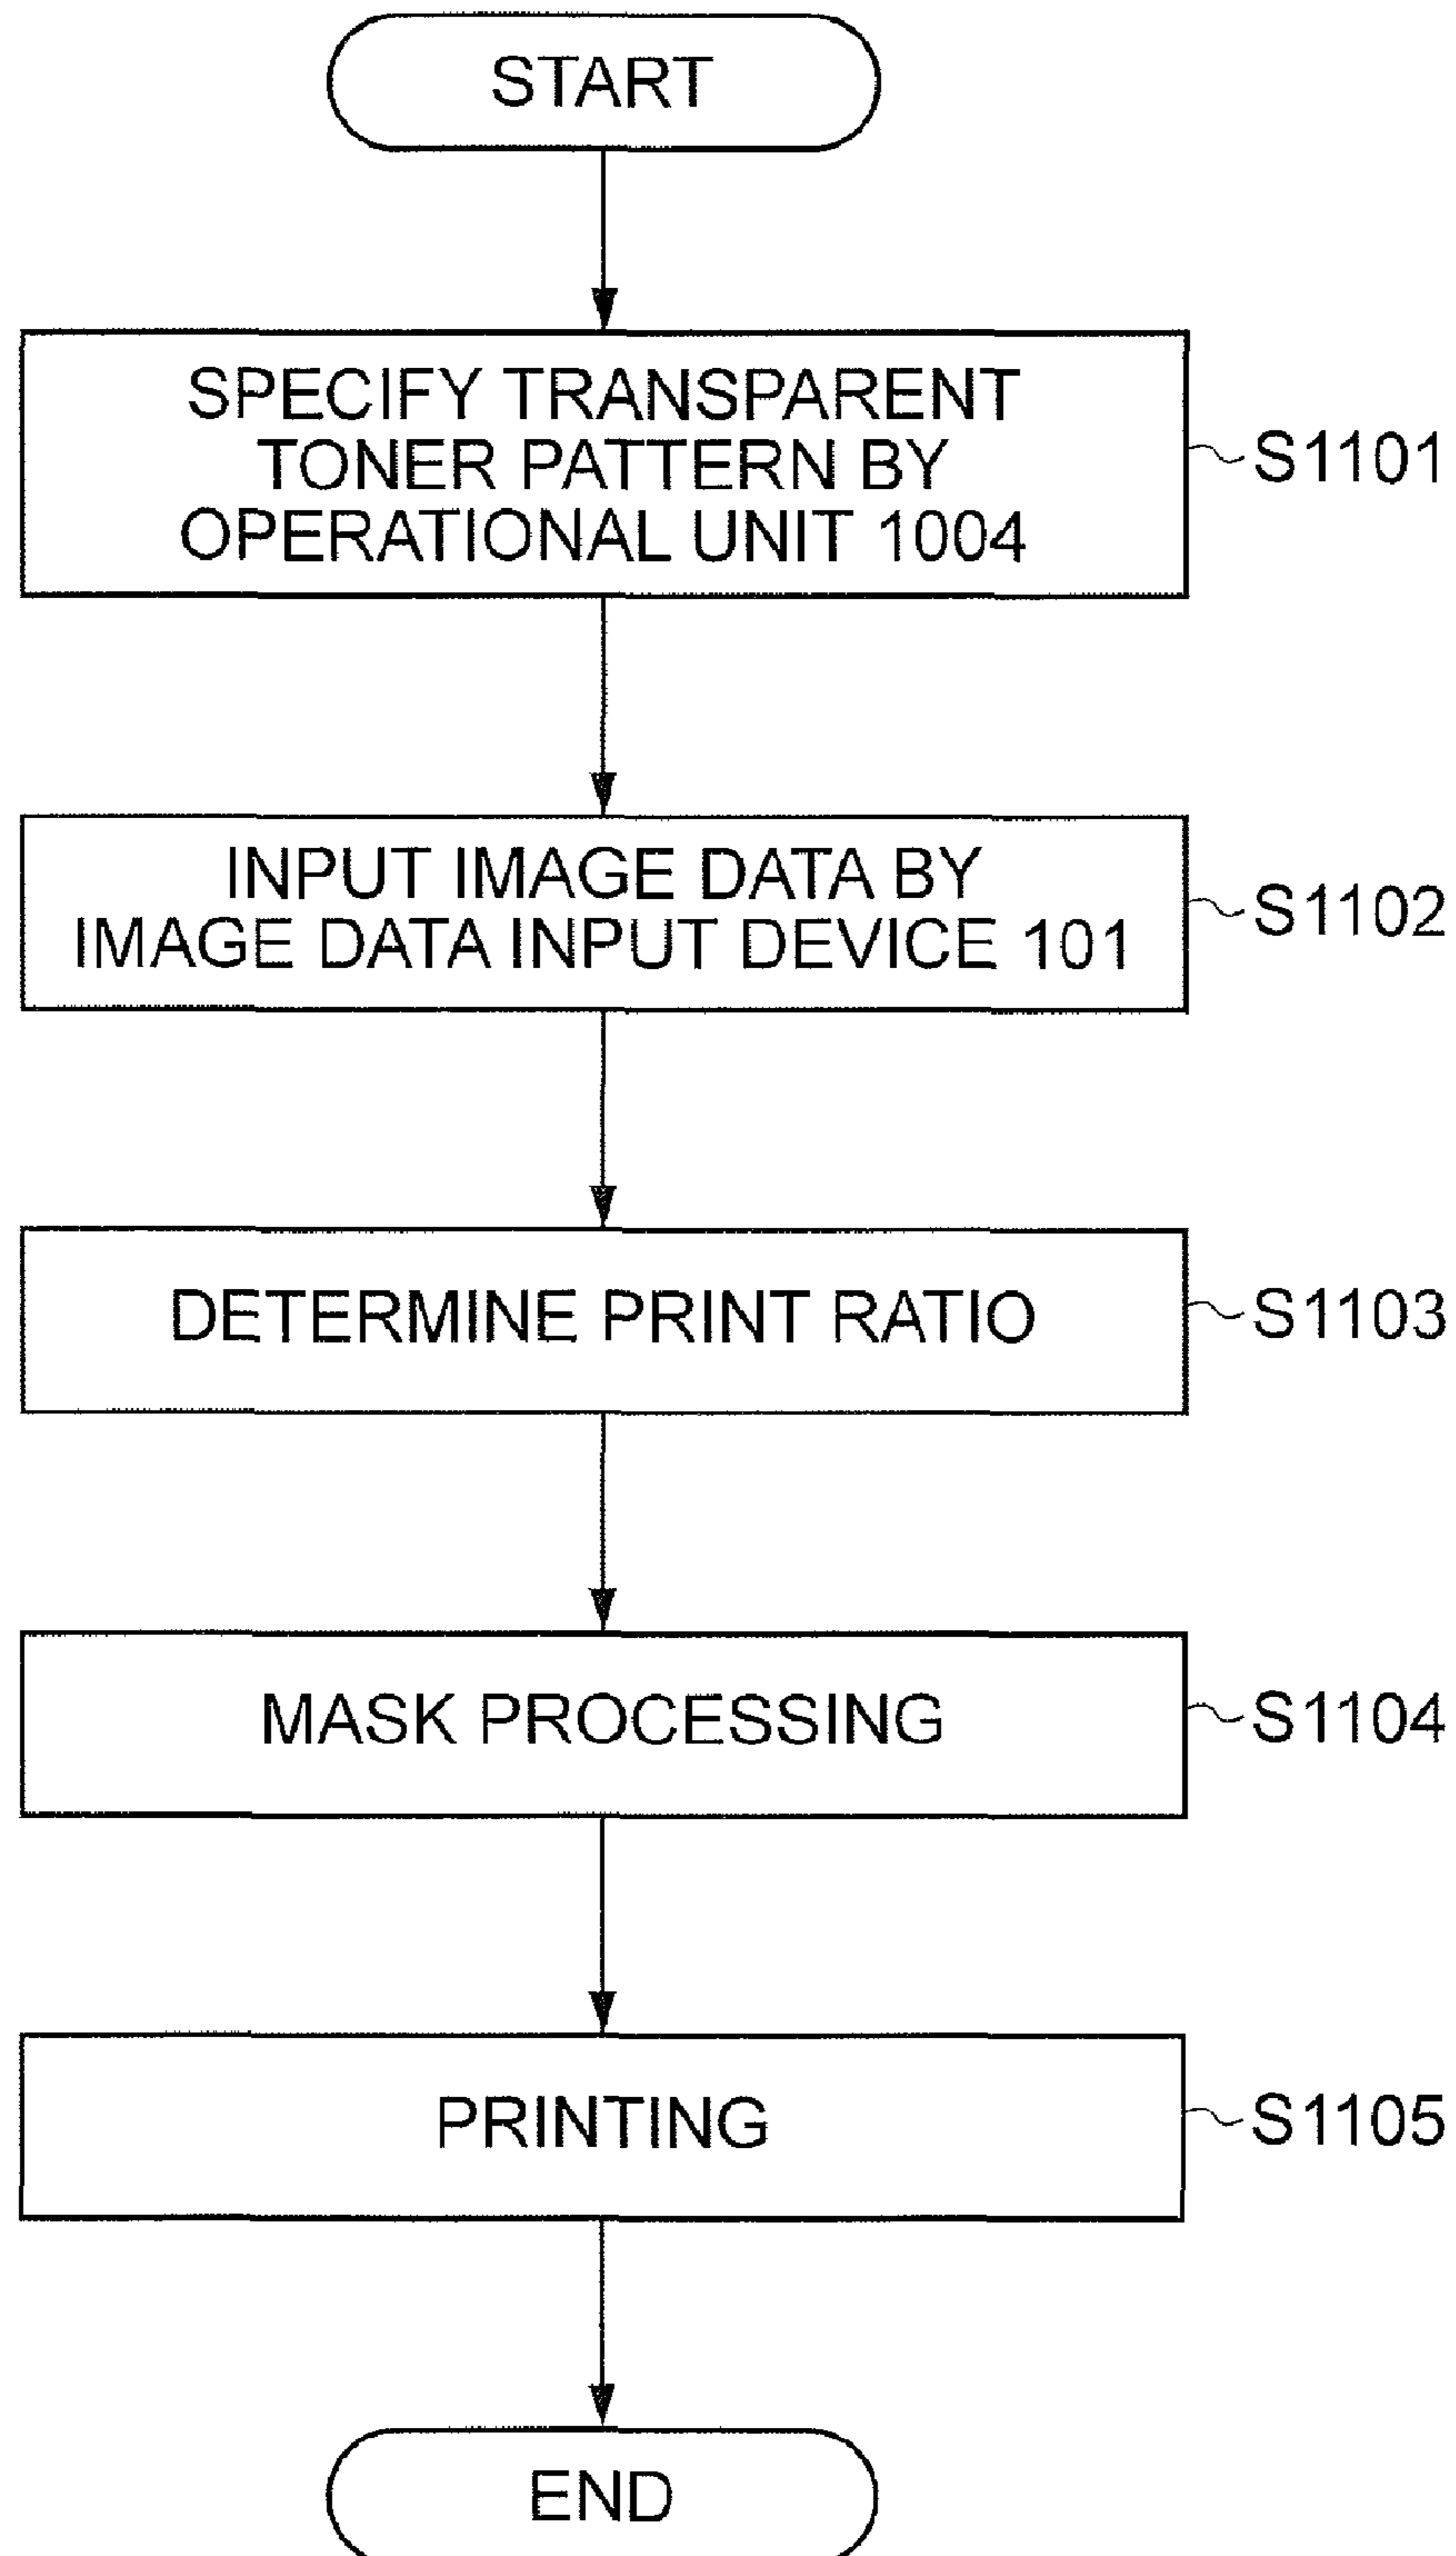 START
SPECIFY TRANSPARENT
TONER PATTERN BY
OPERATIONAL UNIT 1004
S1101
INPUT IMAGE DATA BY
IMAGE DATA INPUT DEVICE 101
S1102
DETERMINE PRINT RATIO
S1103
MASK PROCESSING
S1104
PRINTING
S1105
END